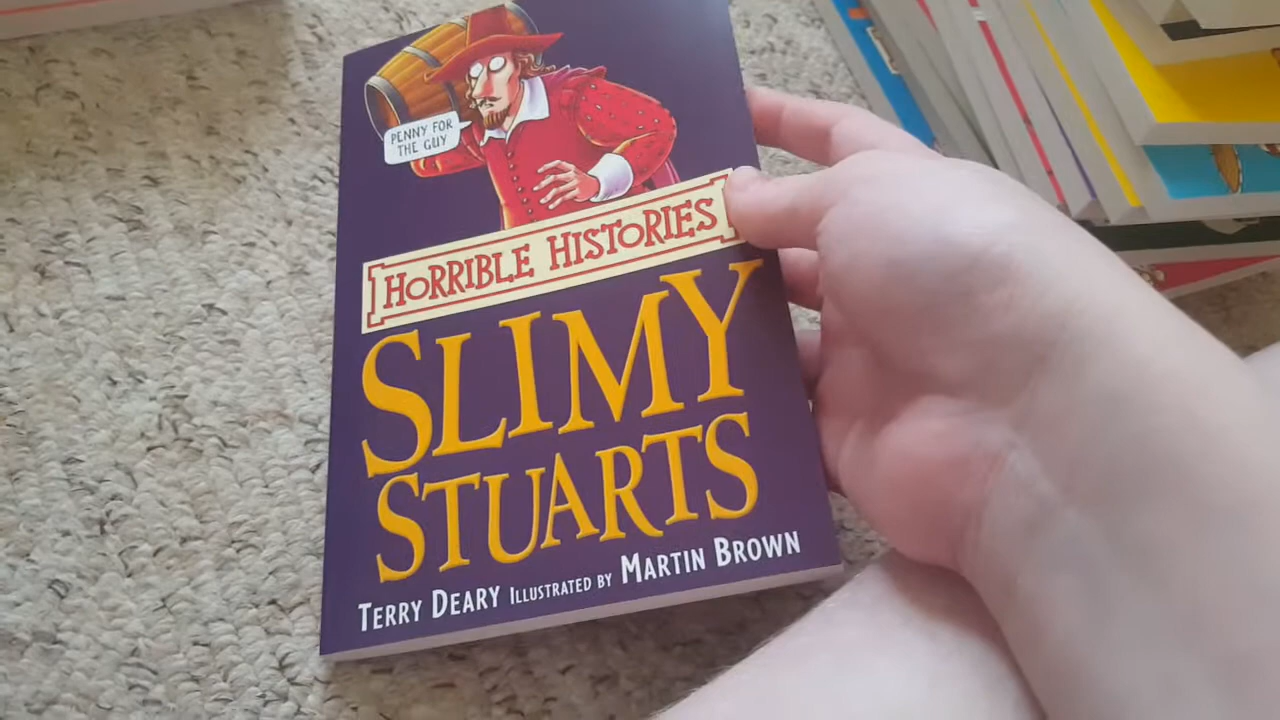 PENNY FOR
THE GUY
HORRIBLE HISTORIES
SLIMY
STUARTS
TERRY DEARY ILLUSTRATED BY MARTIN BROWN